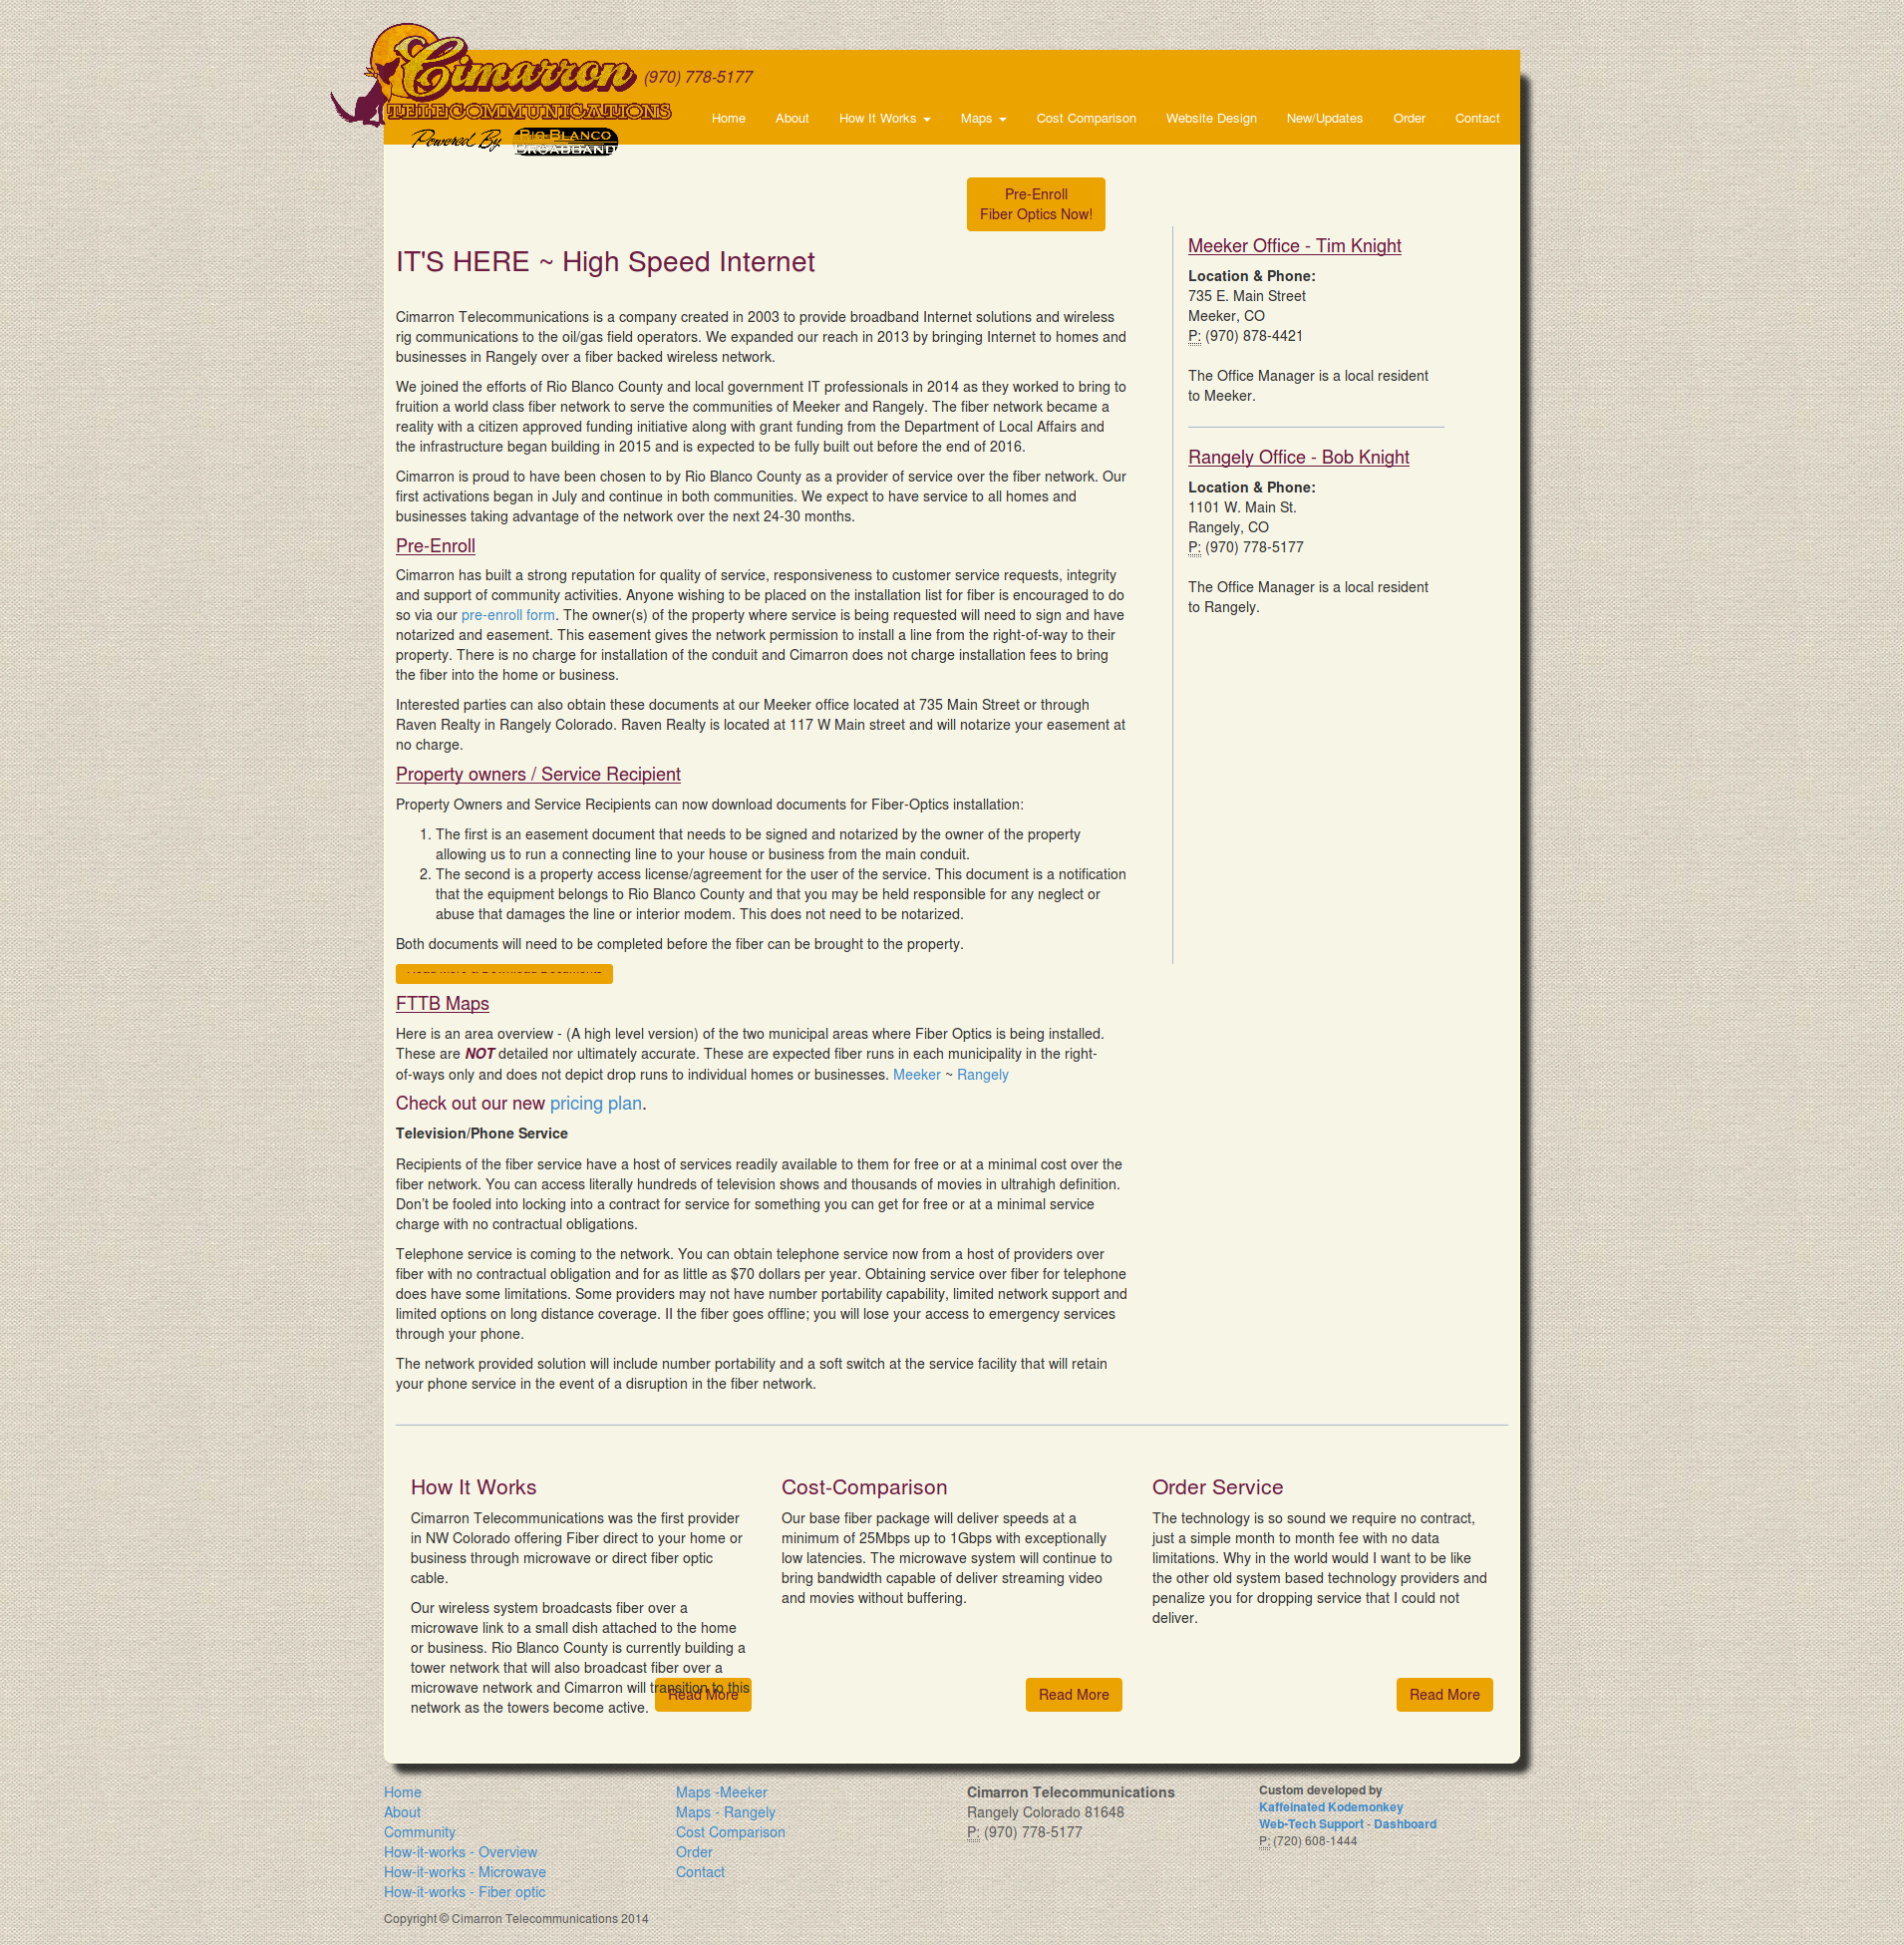 Cimarron
TELECOMMUNICATIONS
Powered By RIO BLANCO
BROADBAND
(970) 778-5177
Home About How It Works Maps Cost Comparison Website Design New/Updates Order Contact
Pre-Enroll
Fiber Optics Now!
IT'S HERE ~ High Speed Internet
Cimarron Telecommunications is a company created in 2003 to provide broadband Internet solutions and wireless
rig communications to the oil/gas field operators. We expanded our reach in 2013 by bringing Internet to homes and
businesses in Rangely over a fiber backed wireless network.
We joined the efforts of Rio Blanco County and local government IT professionals in 2014 as they worked to bring to
fruition a world class fiber network to serve the communities of Meeker and Rangely. The fiber network became a
reality with a citizen approved funding initiative along with grant funding from the Department of Local Affairs and
the infrastructure began building in 2015 and is expected to be fully built out before the end of 2016.
Cimarron is proud to have been chosen to by Rio Blanco County as a provider of service over the fiber network. Our
first activations began in July and continue in both communities. We expect to have service to all homes and
businesses taking advantage of the network over the next 24-30 months.
Pre-Enroll
Cimarron has built a strong reputation for quality of service, responsiveness to customer service requests, integrity
and support of community activities. Anyone wishing to be placed on the installation list for fiber is encouraged to do
so via our pre-enroll form. The owner(s) of the property where service is being requested will need to sign and have
notarized and easement. This easement gives the network permission to install a line from the right-of-way to their
property. There is no charge for installation of the conduit and Cimarron does not charge installation fees to bring
the fiber into the home or business.
Interested parties can also obtain these documents at our Meeker office located at 735 Main Street or through
Raven Realty in Rangely Colorado. Raven Realty is located at 117 W Main street and will notarize your easement at
no charge.
Property owners / Service Recipient
Property Owners and Service Recipients can now download documents for Fiber-Optics installation:
1. The first is an easement document that needs to be signed and notarized by the owner of the property
allowing us to run a connecting line to your house or business from the main conduit.
2. The second is a property access license/agreement for the user of the service. This document is a notification
that the equipment belongs to Rio Blanco County and that you may be held responsible for any neglect or
abuse that damages the line or interior modem. This does not need to be notarized.
Both documents will need to be completed before the fiber can be brought to the property.
FTTB Maps
Here is an area overview - (A high level version) of the two municipal areas where Fiber Optics is being installed.
These are NOT detailed nor ultimately accurate. These are expected fiber runs in each municipality in the right-
of-ways only and does not depict drop runs to individual homes or businesses. Meeker ~ Rangely
Check out our new pricing plan.
Television/Phone Service
Recipients of the fiber service have a host of services readily available to them for free or at a minimal cost over the
fiber network. You can access literally hundreds of television shows and thousands of movies in ultrahigh definition.
Don't be fooled into locking into a contract for service for something you can get for free or at a minimal service
charge with no contractual obligations.
Telephone service is coming to the network. You can obtain telephone service now from a host of providers over
fiber with no contractual obligation and for as little as $70 dollars per year. Obtaining service over fiber for telephone
does have some limitations. Some providers may not have number portability capability, limited network support and
limited options on long distance coverage. II the fiber goes offline; you will lose your access to emergency services
through your phone.
The network provided solution will include number portability and a soft switch at the service facility that will retain
your phone service in the event of a disruption in the fiber network.
Meeker Office - Tim Knight
Location & Phone:
735 E. Main Street
Meeker, CO
P: (970) 878-4421
The Office Manager is a local resident
to Meeker.
Rangely Office - Bob Knight
Location & Phone:
1101 W. Main St.
Rangely, CO
P: (970) 778-5177
The Office Manager is a local resident
to Rangely.
How It Works
Cimarron Telecommunications was the first provider
in NW Colorado offering Fiber direct to your home or
business through microwave or direct fiber optic
cable.
Our wireless system broadcasts fiber over a
microwave link to a small dish attached to the home
or business. Rio Blanco County is currently building a
tower network that will also broadcast fiber over a
microwave network and Cimarron will transition to this
network as the towers become active.
Read More
Cost-Comparison
Our base fiber package will deliver speeds at a
minimum of 25Mbps up to 1Gbps with exceptionally
low latencies. The microwave system will continue to
bring bandwidth capable of deliver streaming video
and movies without buffering.
Read More
Order Service
The technology is so sound we require no contract,
just a simple month to month fee with no data
limitations. Why in the world would I want to be like
the other old system based technology providers and
penalize you for dropping service that I could not
deliver.
Read More
Home
About
Community
How-it-works - Overview
How-it-works - Microwave
How-it-works - Fiber optic
Maps -Meeker
Maps - Rangely
Cost Comparison
Order
Contact
Cimarron Telecommunications
Rangely Colorado 81648
P: (970) 778-5177
Custom developed by
Kaffeinated Kodemonkey
Web-Tech Support - Dashboard
P: (720) 608-1444
Copyright © Cimarron Telecommunications 2014